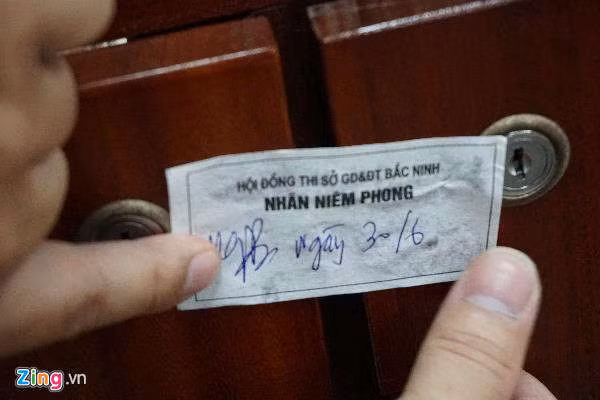 HỘI ĐỒNG THI SỞ GD&ĐT BẮC NINH
NHÃN NIÊM PHONG
ngày 30/6
Zing.vn